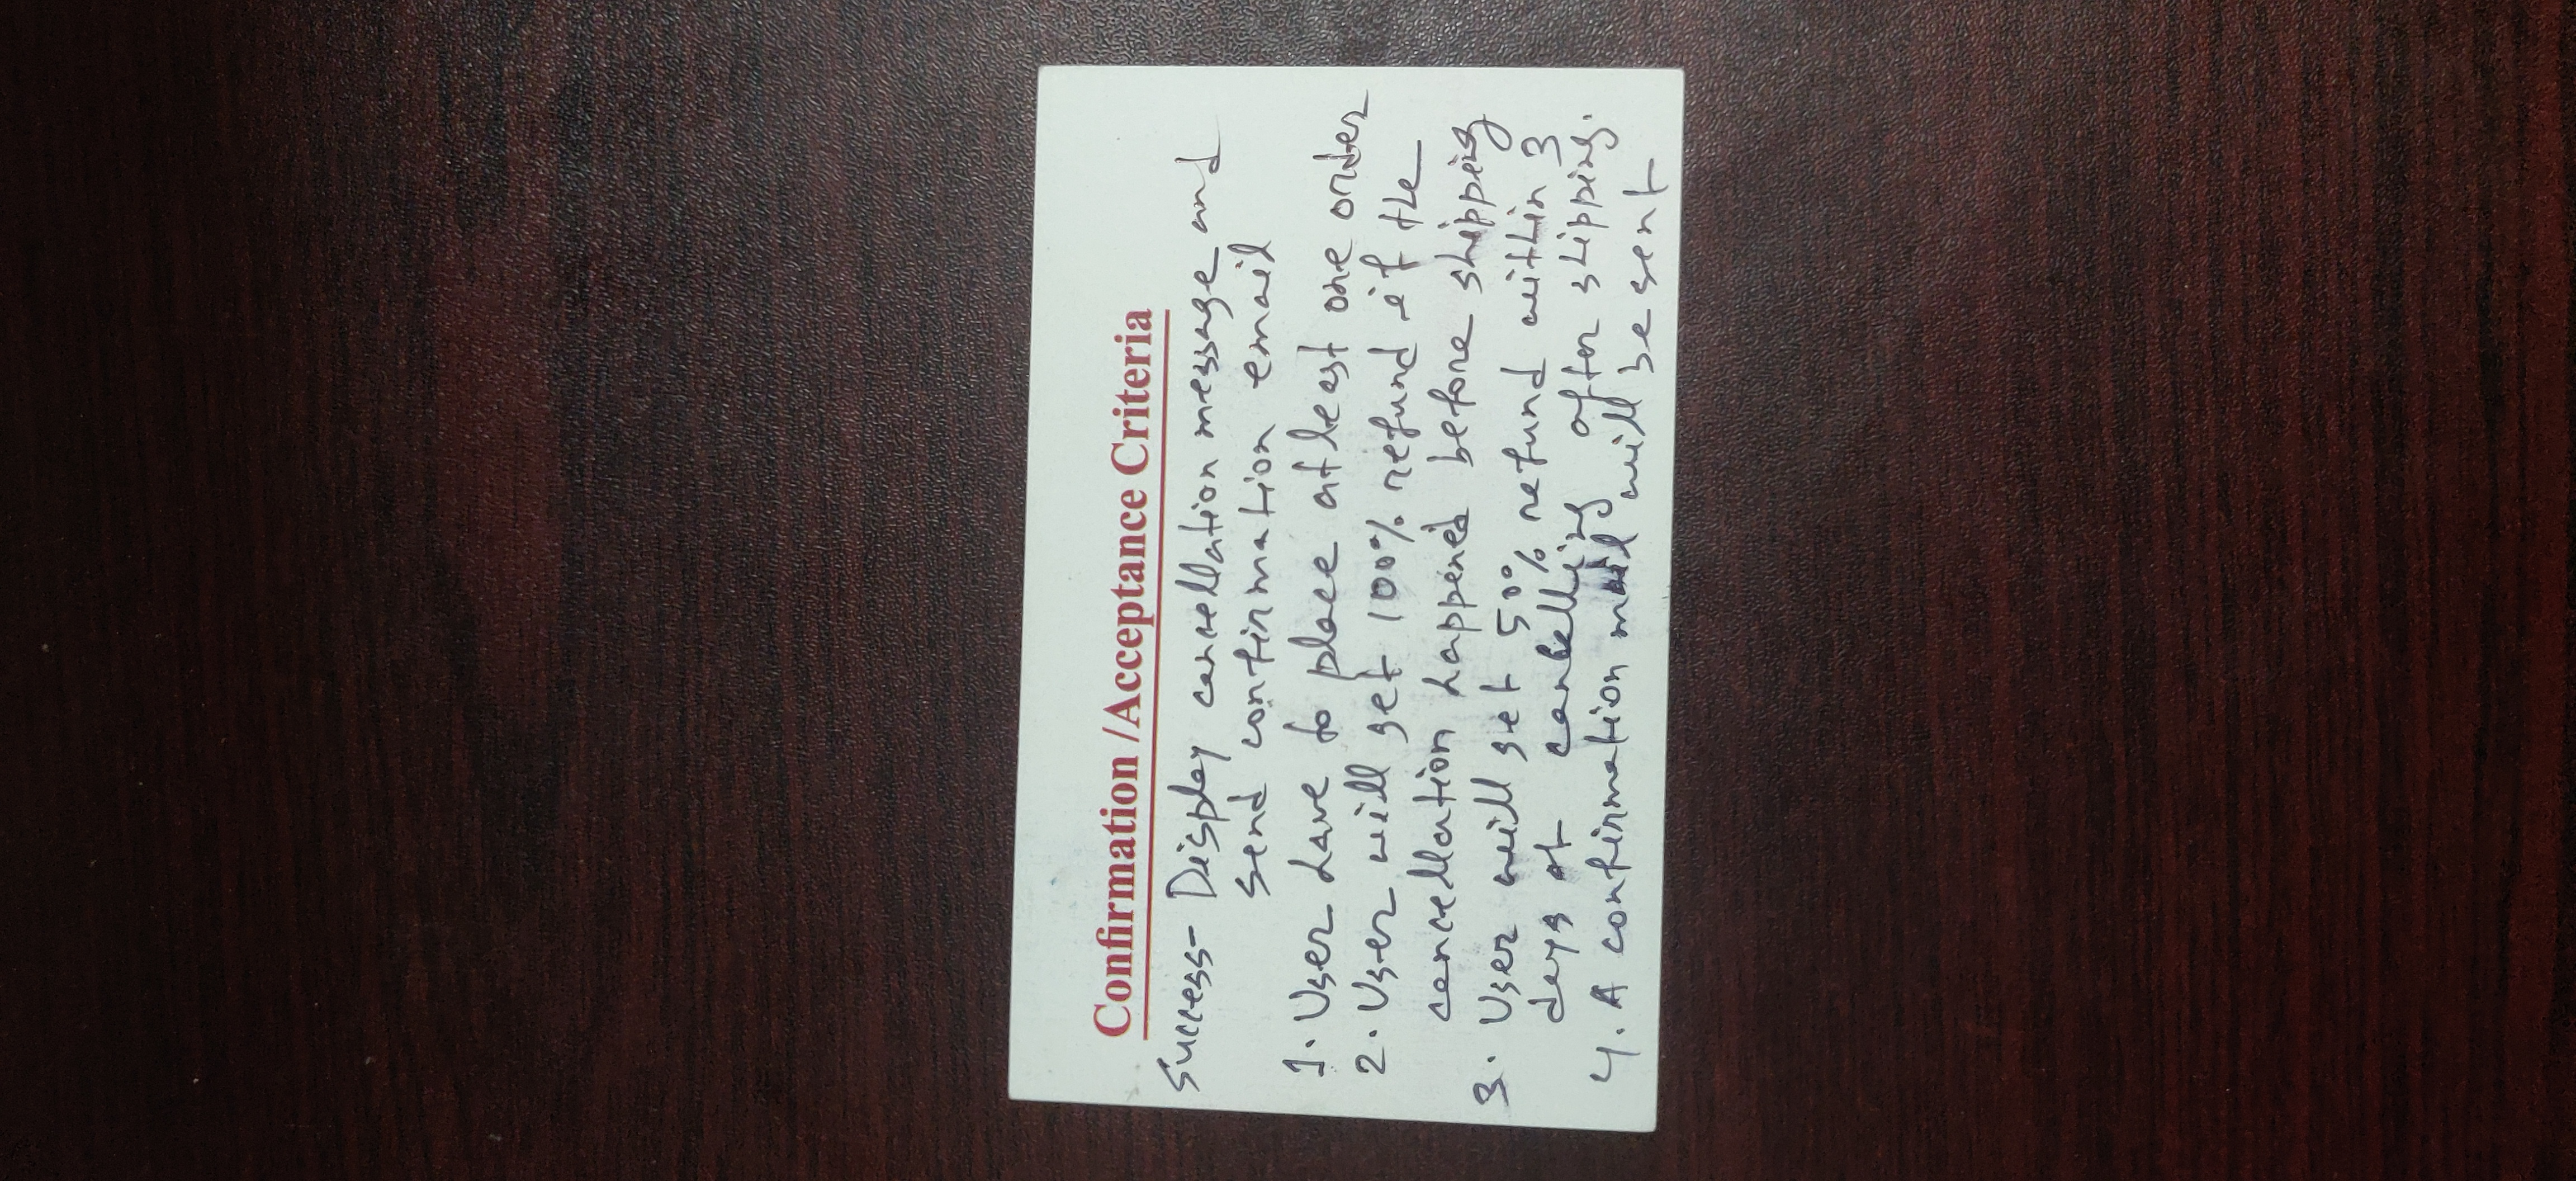 Confirmation /Acceptance Criteria
Success- Display cancellation message and
send confirmation email
1. User have to place atleast one order
2. User will get 100% refund if the
cancellation happened before shipping
3. User will get 50% refund within 3
days of cancelling after shipping.
4. A confirmation mail will be sent